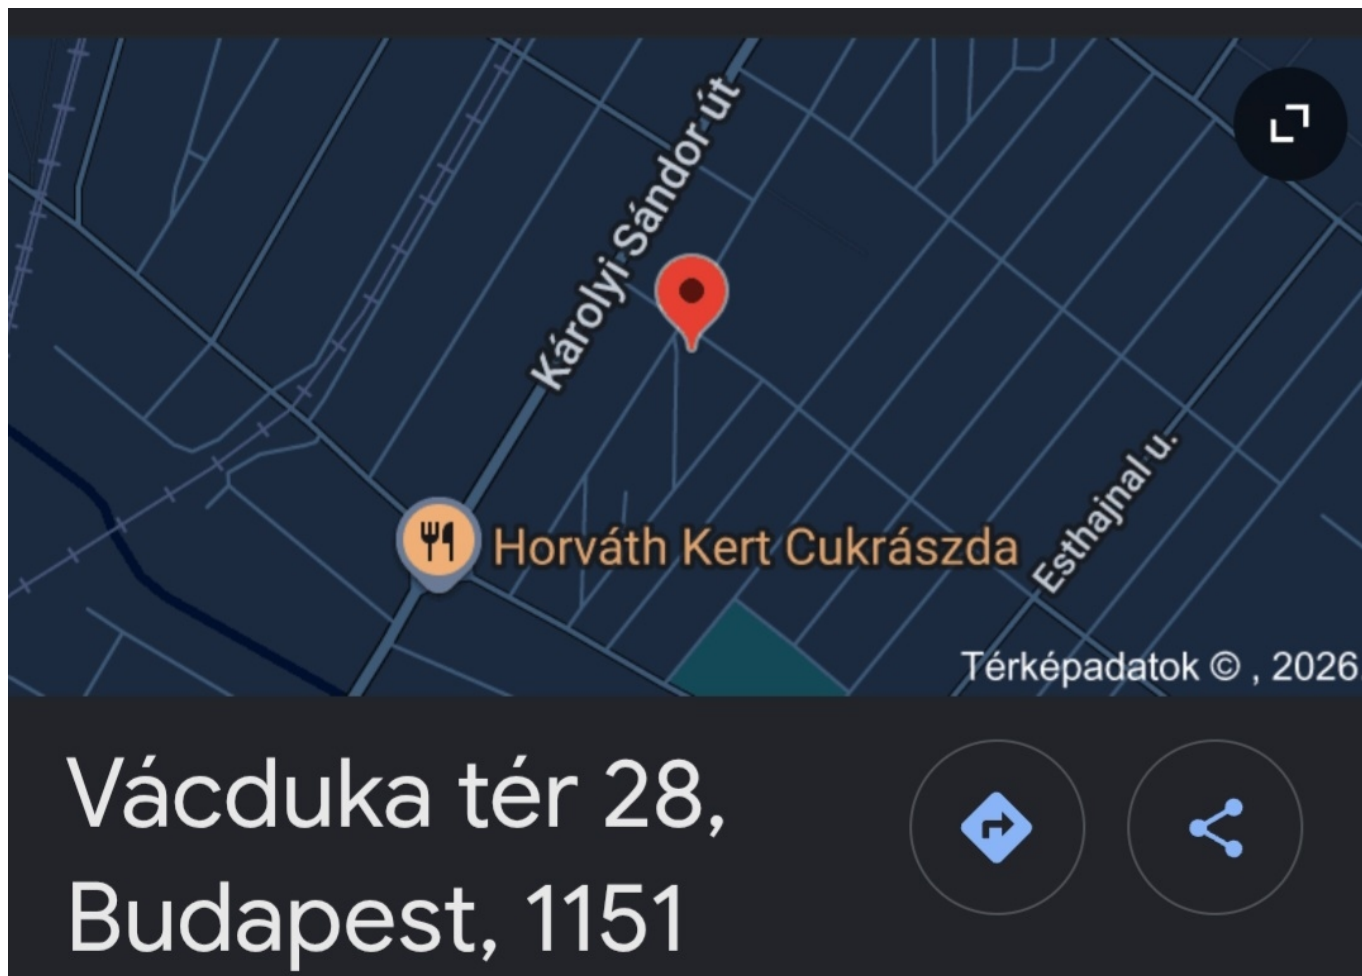 Károlyi Sándor út
Horváth Kert Cukrászda
Esthajnal u.
Térképadatok © , 2026
Vácduka tér 28,
Budapest, 1151